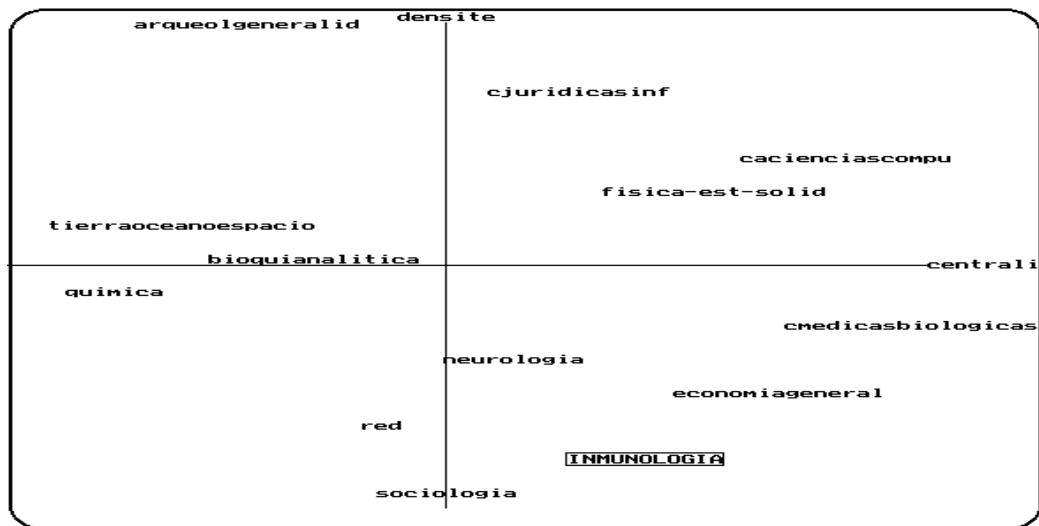 densite
arqueolgeneralid
cjuridicasinf
cacienciascompu
fisica-est-solid
tierraoceanoespacio
bioquianalitica
centrali
quimica
cmedicasbiologicas
neurologia
economiageneral
red
INMUNOLOGIA
sociologia